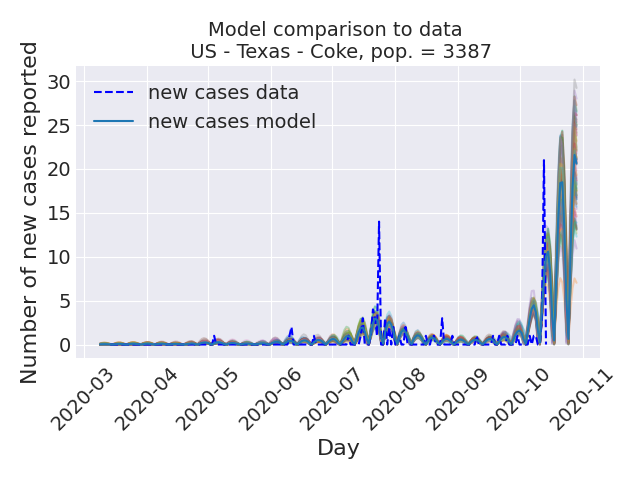 Model comparison to data
US - Texas - Coke, pop. = 3387
Number of new cases reported
30
25
20
15
10
5
0
new cases data
new cases model
2020-03
2020-04
2020-05
2020-06
2020-07
2020-08
2020-09
2020-10
2020-11
Day